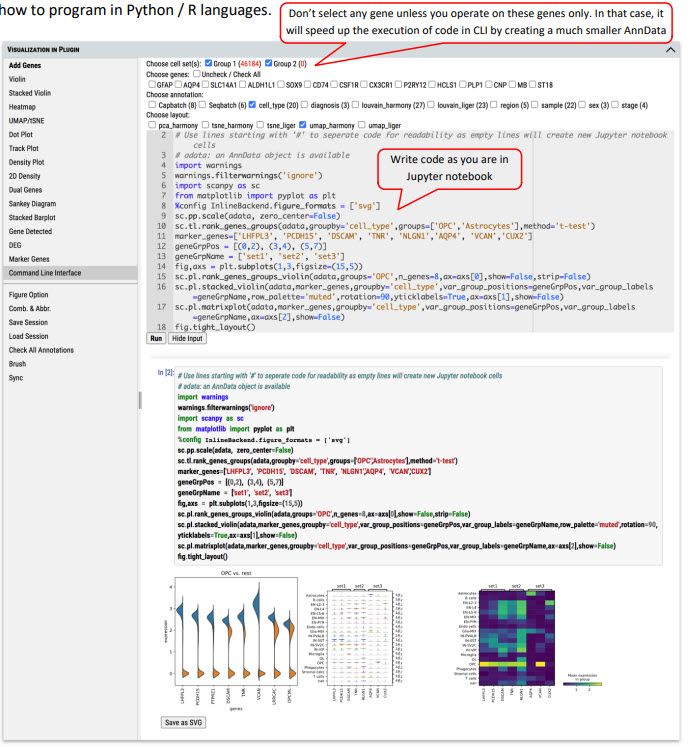 how to program in Python / R languages.
Don't select any gene unless you operate on these genes only. In that case, it
will speed up the execution of code in CLI by creating a much smaller AnnData
VISUALIZATION IN PLUGIN
Add Genes
Violin
Stacked Violin
Heatmap
UMAP/tSNE
Dot Plot
Track Plot
Density Plot
2D Density
Dual Genes
Sankey Diagram
Stacked Barplot
Gene Detected
DEG
Marker Genes
Command Line Interface
Figure Option
Comb. & Abbr.
Save Session
Load Session
Check All Annotations
Brush
Sync
Choose cell set(s): Group 1 (46184) Group 2 (0)
Choose genes: Uncheck / Check All
GFAP AQP4 SLC14A1 ALDH1L1 SOX9 CD74 CSF1R CX3CR1 P2RY12 HCLS1 PLP1 CNP MB ST18
Choose annotation:
Capbatch (8) Seqbatch (6) cell_type (20) diagnosis (3) louvain_harmony (27) louvain_liger (23) region (5) sample (22) sex (3) stage (4)
Choose layout:
pca_harmony tsne_harmony tsne_liger umap_harmony umap_liger
2 # Use lines starting with '#' to seperate code for readability as empty lines will create new Jupyter notebook
cells
3 # adata: an AnnData object is available
4 import warnings
5 warnings.filterwarnings('ignore')
6 import scanpy as sc
7 from matplotlib import pyplot as plt
8 %config InlineBackend.figure_formats = ['svg']
9 sc.pp.scale(adata, zero_center=False)
10 sc.tl.rank_genes_groups(adata,groupby='cell_type',groups=['OPC','Astrocytes'],method='t-test')
11 marker_genes=['LHFPL3', 'PCDH15', 'DSCAM', 'TNR', 'NLGN1','AQP4', 'VCAN','CUX2']
12 geneGrpPos = [(0,2), (3,4), (5,7)]
13 geneGrpName = ['set1', 'set2', 'set3']
14 fig,axs = plt.subplots(1,3,figsize=(15,5))
15 sc.pl.rank_genes_groups_violin(adata,groups='OPC',n_genes=8,ax=axs[0],show=False,strip=False)
16 sc.pl.stacked_violin(adata,marker_genes,groupby='cell_type',var_group_positions=geneGrpPos,var_group_labels
=geneGrpName,row_palette='muted',rotation=90,yticklabels=True,ax=axs[1],show=False)
17 sc.pl.matrixplot(adata,marker_genes,groupby='cell_type',var_group_positions=geneGrpPos,var_group_labels
=geneGrpName,ax=axs[2],show=False)
18 fig.tight_layout()
Write code as you are in
Jupyter notebook
Run Hide Input
In [2]: # Use lines starting with '#' to seperate code for readability as empty lines will create new Jupyter notebook cells
# adata: an AnnData object is available
import warnings
warnings.filterwarnings('ignore')
import scanpy as sc
from matplotlib import pyplot as plt
%config InlineBackend.figure_formats = ['svg']
sc.pp.scale(adata, zero_center=False)
sc.tl.rank_genes_groups(adata,groupby='cell_type',groups=['OPC','Astrocytes'],method='t-test')
marker_genes=['LHFPL3', 'PCDH15', 'DSCAM', 'TNR', 'NLGN1','AQP4', 'VCAN','CUX2']
geneGrpPos = [(0,2), (3,4), (5,7)]
geneGrpName = ['set1', 'set2', 'set3']
fig,axs = plt.subplots(1,3,figsize=(15,5))
sc.pl.rank_genes_groups_violin(adata,groups='OPC',n_genes=8,ax=axs[0],show=False,strip=False)
sc.pl.stacked_violin(adata,marker_genes,groupby='cell_type',var_group_positions=geneGrpPos,var_group_labels=geneGrpName,row_palette='muted',rotation=90,
yticklabels=True,ax=axs[1],show=False)
sc.pl.matrixplot(adata,marker_genes,groupby='cell_type',var_group_positions=geneGrpPos,var_group_labels=geneGrpName,ax=axs[2],show=False)
fig.tight_layout()
OPC vs. rest
expression
4
3
2
1
0
LHFPL3
PCDH15
PTPRZ1
DSCAM
TNR
VCAN
OPCML
genes
set1 set2 set3
set1 set2 set3
Mean expression
in group
Save as SVG